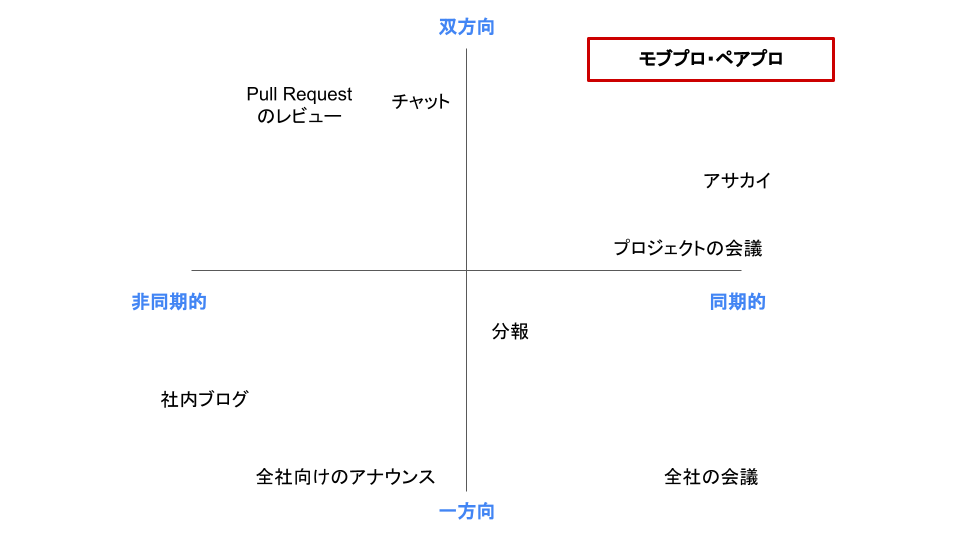 双方向
モブプロ・ペアプロ
Pull Request
のレビュー
チャット
アサカイ
プロジェクトの会議
非同期的
同期的
分報
社内ブログ
全社向けのアナウンス
全社の会議
一方向